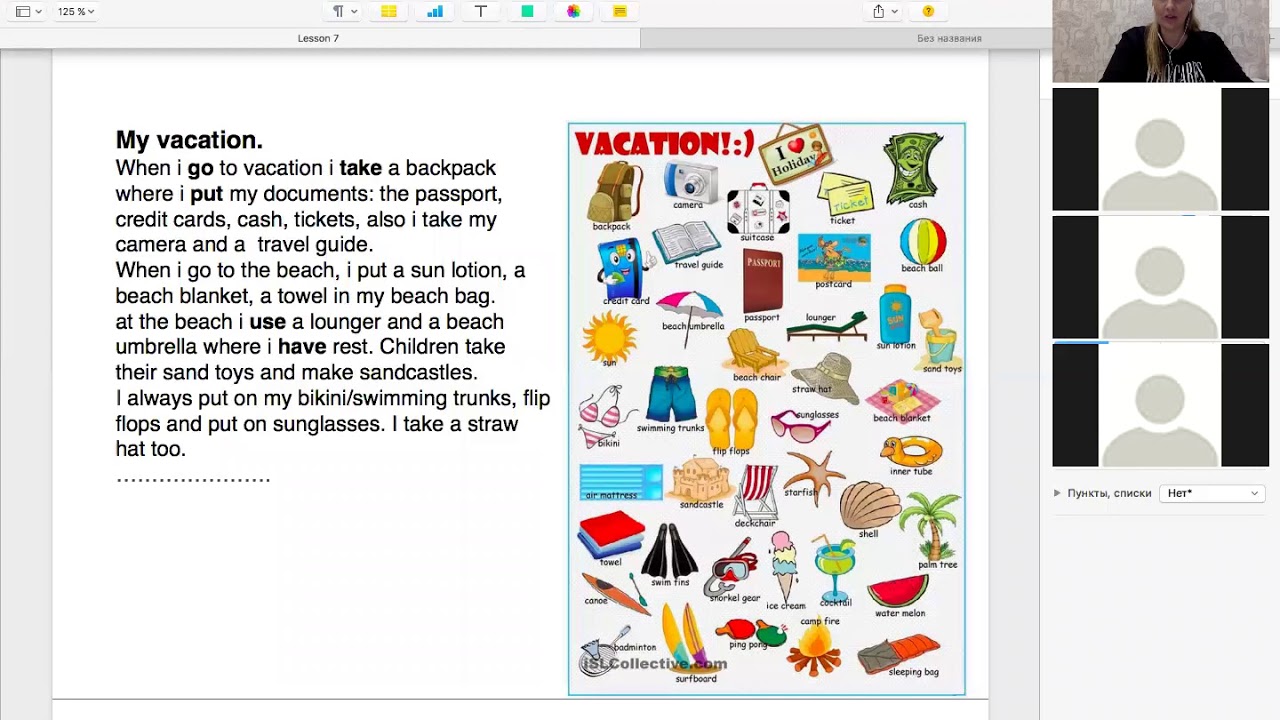 125 %
Lesson 7
Без названия
My vacation.
When i go to vacation i take a backpack
where i put my documents: the passport,
credit cards, cash, tickets, also i take my
camera and a  travel guide.
When i go to the beach, i put a sun lotion, a
beach blanket, a towel in my beach bag.
at the beach i use a lounger and a beach
umbrella where i have rest. Children take
their sand toys and make sandcastles.
I always put on my bikini/swimming trunks, flip
flops and put on sunglasses. I take a straw
hat too.
......................
VACATION!:)
I
Holiday
backpack
camera
suitcase
TICKET
ticket
cash
credit card
travel guide
PASSPORT
passport
postcard
beach ball
sun
beach umbrella
lounger
SUN
sun lotion
sand toys
beach chair
straw hat
beach blanket
bikini
swimming trunks
flip flops
sunglasses
inner tube
air mattress
sandcastle
deckchair
starfish
shell
palm tree
towel
swim fins
snorkel gear
ice cream
cocktail
water melon
canoe
badminton
surfboard
ping pong
camp fire
sleeping bag
iSLCollective.com
Пункты, списки
Нет*